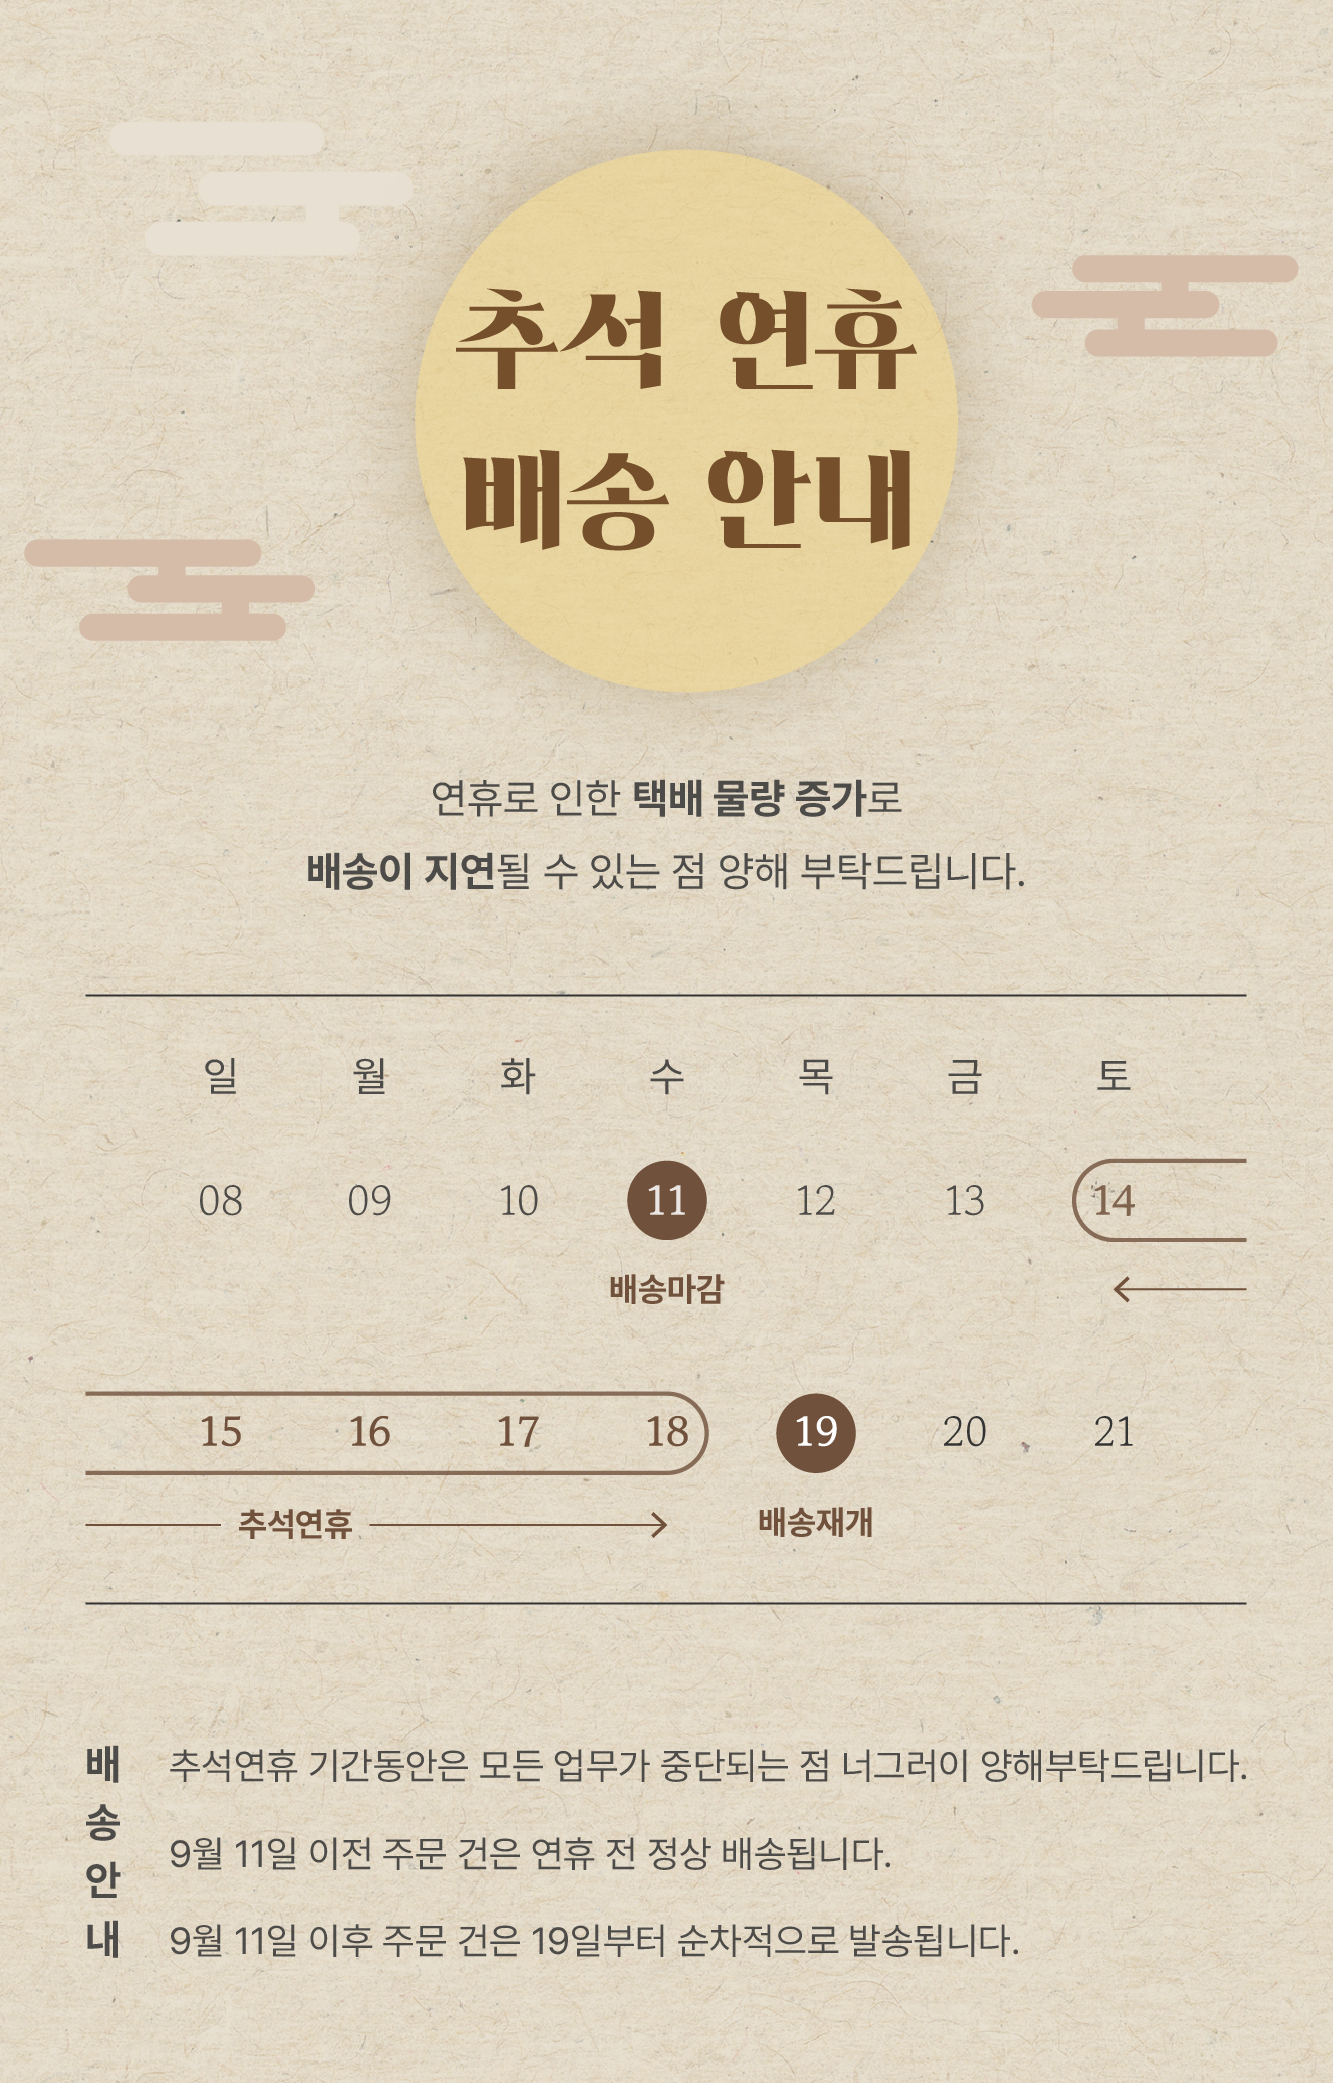 추석 연휴
배송 안내
연휴로 인한 택배 물량 증가로
배송이 지연될 수 있는 점 양해 부탁드립니다.
일 월 화 수 목 금 토
08 09 10 11 12 13 14
배송마감
15 16 17 18 19 20 21
추석연휴 배송재개
배송안내
추석연휴 기간동안은 모든 업무가 중단되는 점 너그러이 양해부탁드립니다.
9월 11일 이전 주문 건은 연휴 전 정상 배송됩니다.
9월 11일 이후 주문 건은 19일부터 순차적으로 발송됩니다.